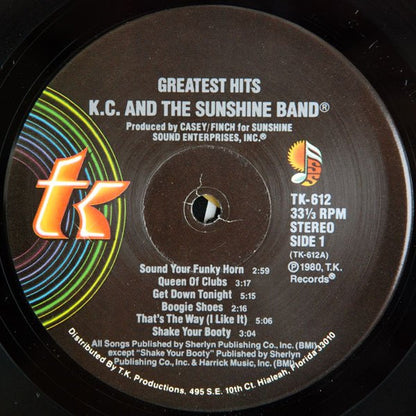 GREATEST HITS
K.C. AND THE SUNSHINE BAND®
Produced by CASEY/FINCH for SUNSHINE
SOUND ENTERPRISES, INC.®
tk
TK-612
33⅓ RPM
STEREO
SIDE 1
(TK-612A)
Ⓟ1980, T.K.
Records®
Sound Your Funky Horn 2:59
Queen Of Clubs 3:17
Get Down Tonight 5:15
Boogie Shoes 2:16
That's The Way (I Like It) 5:06
Shake Your Booty 3:04
All Songs Published by Sherlyn Publishing Co., Inc. (BMI)
except "Shake Your Booty" Published by Sherlyn
Publishing Co., Inc. & Harrick Music, Inc. (BMI)
Distributed By T.K. Productions, 495 S.E. 10th Ct. Hialeah, Florida 33010